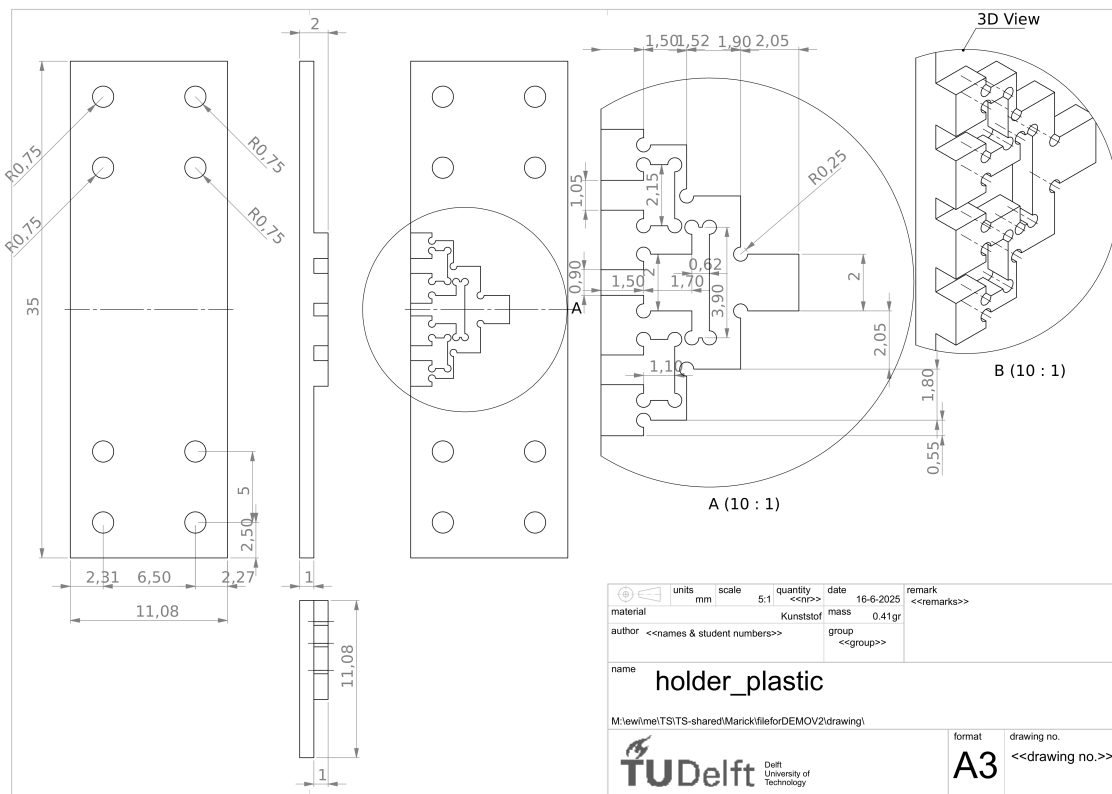 3D View
2
1,50
1,52
1,90
2,05
R0,75
R0,75
R0,75
R0,75
R0,25
1,05
2,15
35
0,90
1,50
2
1,70
0,62
3,90
2
2,05
A
1,10
1,80
0,55
B (10 : 1)
A (10 : 1)
5
2,50
2,31
6,50
2,27
11,08
1
11,08
1
units
mm
scale
5:1
quantity
<<nr>>
date
16-6-2025
remark
<<remarks>>
material
Kunststof
mass
0.41gr
author <<names & student numbers>>
group
<<group>>
name
holder_plastic
M:\ewi\me\TS\TS-shared\Marick\fileforDEMOV2\drawing\
TUDelft
Delft
University of
Technology
format
A3
drawing no.
<<drawing no.>>